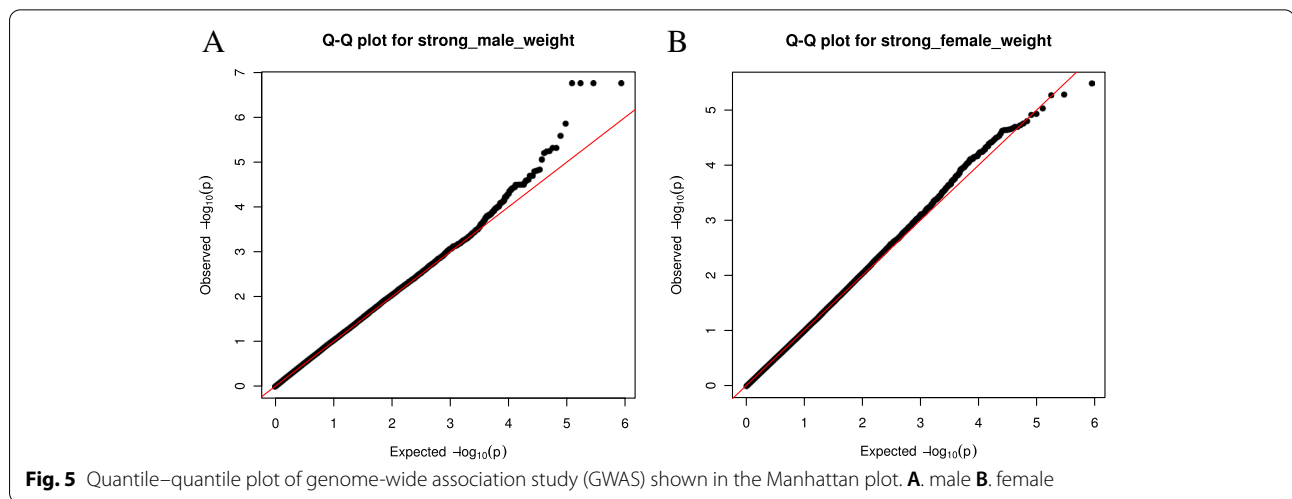 A
Q-Q plot for strong_male_weight
Observed −log10(p)
7
6
5
4
3
2
1
0
0 1 2 3 4 5 6
Expected −log10(p)
B
Q-Q plot for strong_female_weight
Observed −log10(p)
5
4
3
2
1
0
0 1 2 3 4 5 6
Expected −log10(p)
Fig. 5 Quantile–quantile plot of genome-wide association study (GWAS) shown in the Manhattan plot. A. male B. female